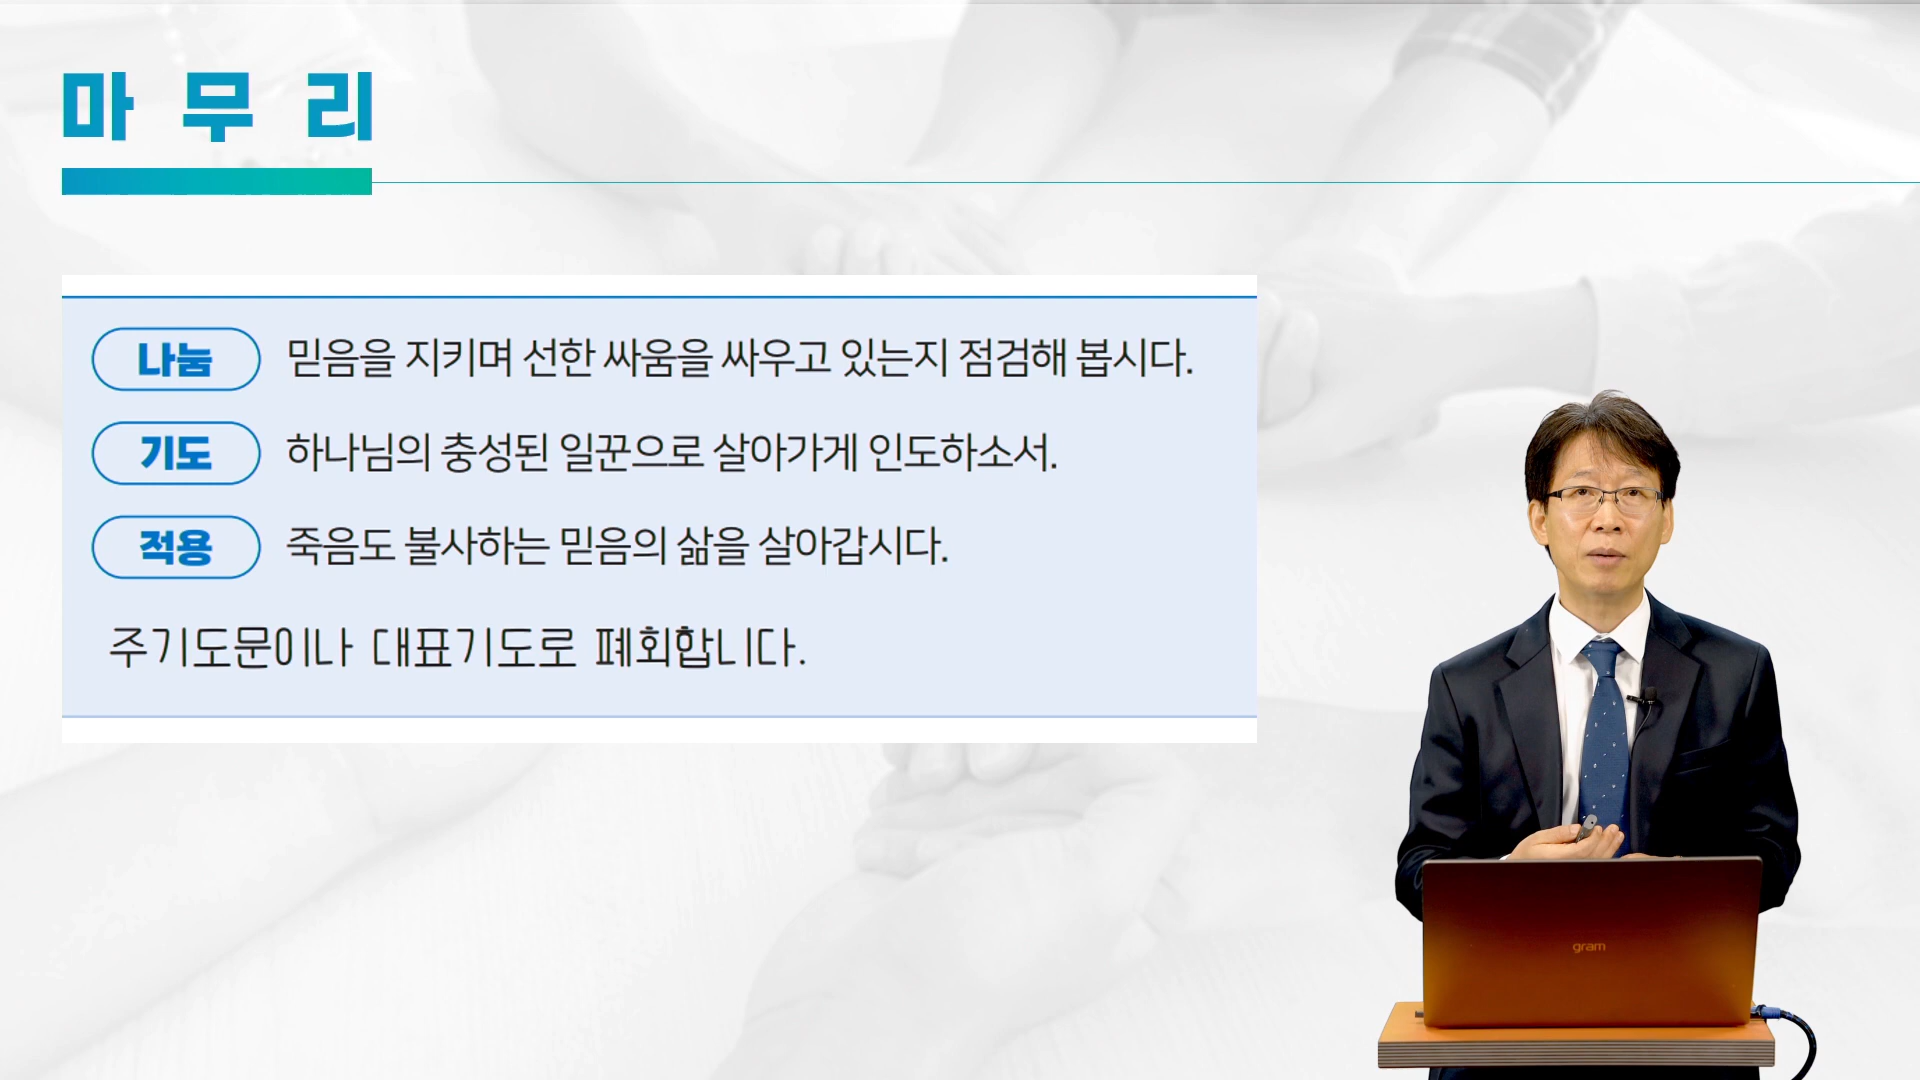 마 무 리
나눔 믿음을 지키며 선한 싸움을 싸우고 있는지 점검해 봅시다.
기도 하나님의 충성된 일꾼으로 살아가게 인도하소서.
적용 죽음도 불사하는 믿음의 삶을 살아갑시다.
주기도문이나 대표기도로 폐회합니다.
gram